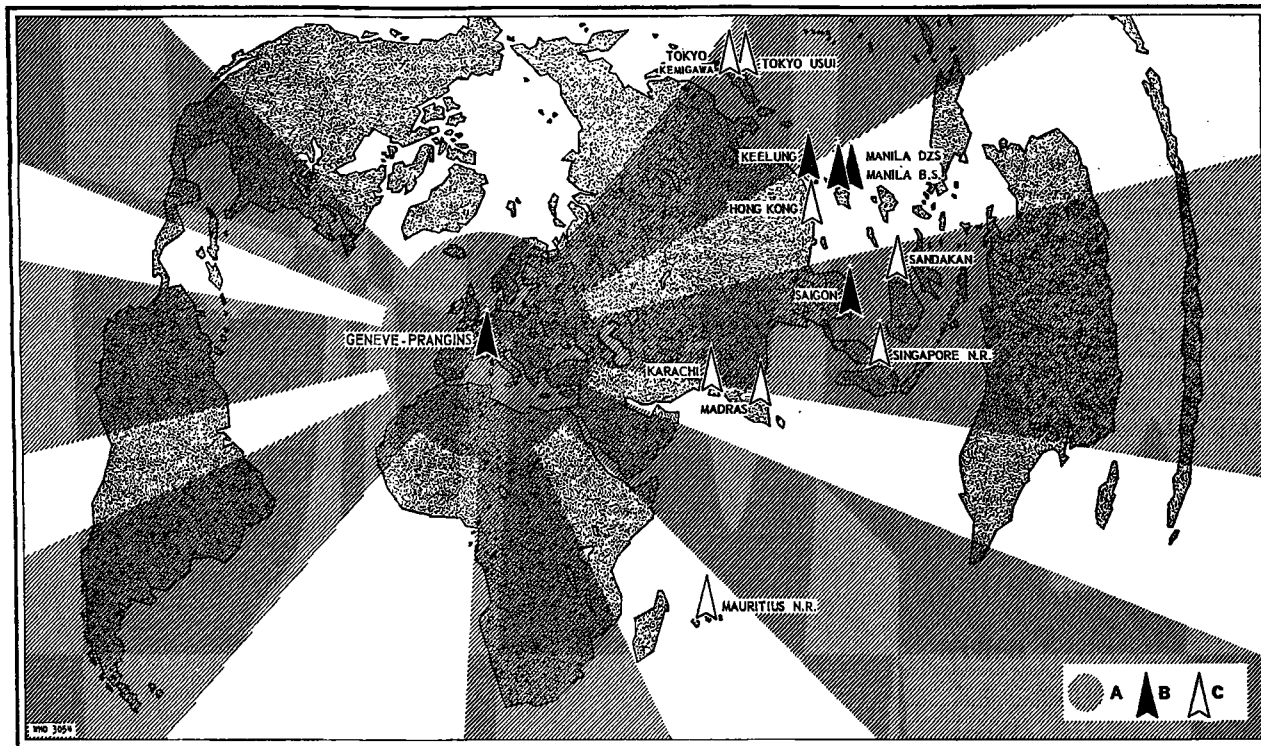 TOKYO
KEMIGAWA
TOKYO USUI
KEELUNG
MANILA DZS
MANILA B.S.
HONG KONG
SANDAKAN
SAIGON
GENEVE-PRANGINS
SINGAPORE N.R.
KARACHI
MADRAS
MAURITIUS N.R.
A B C
WHO 3054